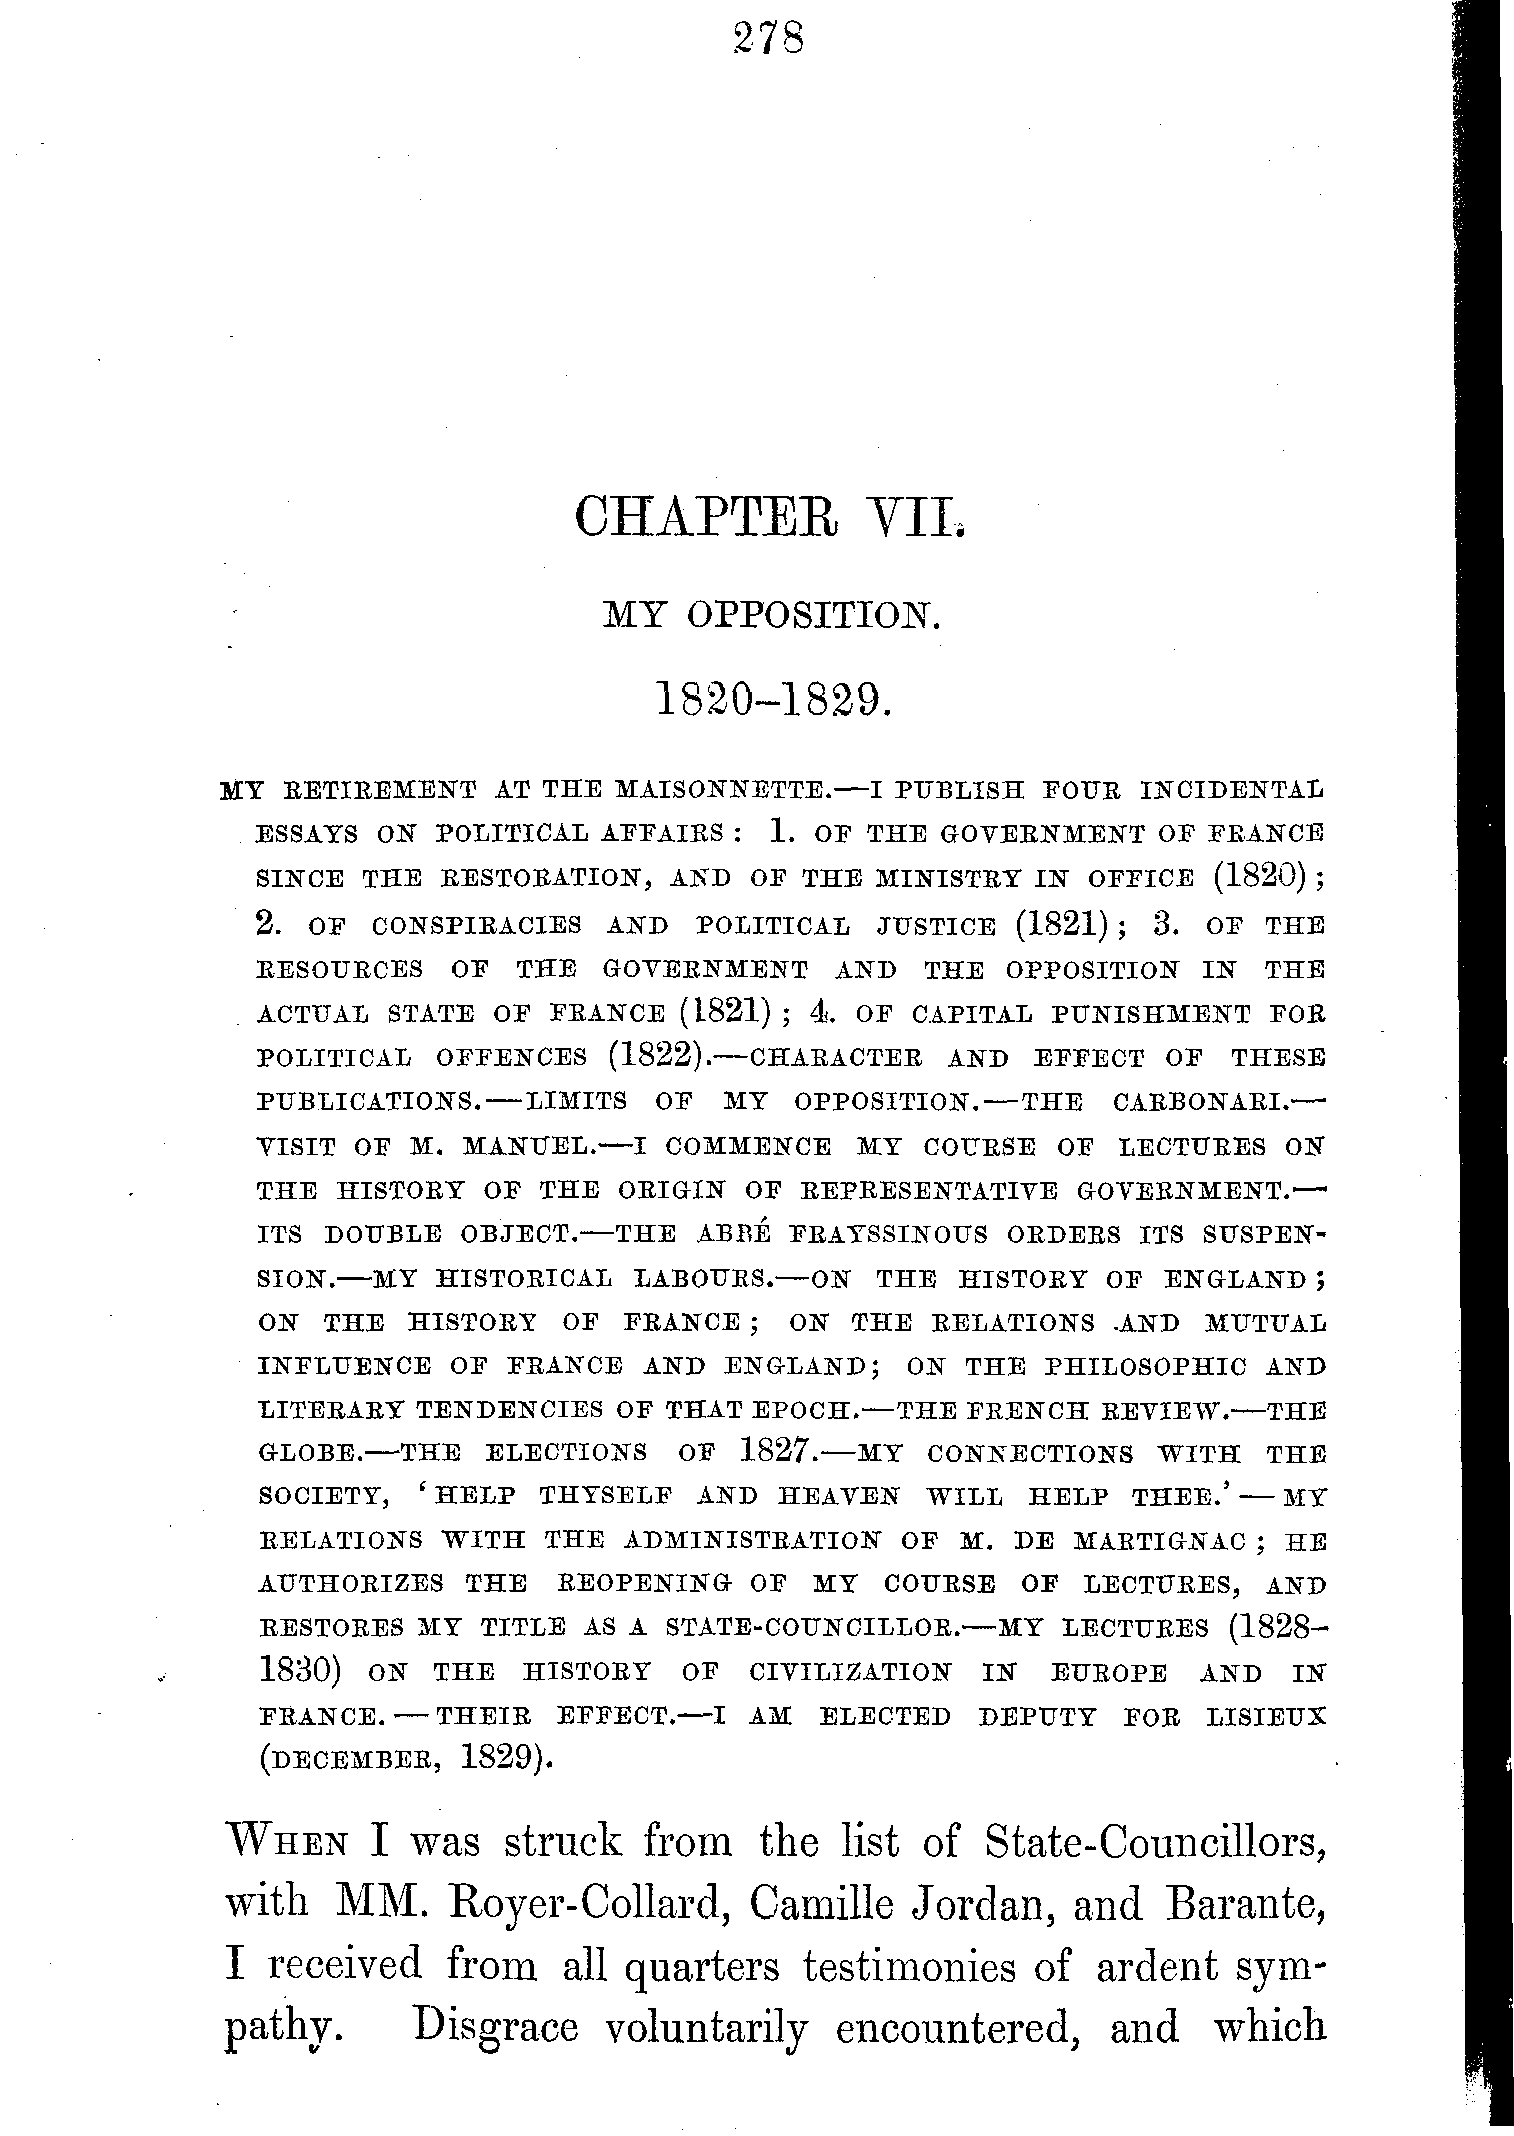 278
CHAPTER VII.
MY OPPOSITION.
1820–1829.
MY RETIREMENT AT THE MAISONNETTE.—I PUBLISH FOUR INCIDENTAL
ESSAYS ON POLITICAL AFFAIRS : 1. OF THE GOVERNMENT OF FRANCE
SINCE THE RESTORATION, AND OF THE MINISTRY IN OFFICE (1820) ;
2. OF CONSPIRACIES AND POLITICAL JUSTICE (1821) ; 3. OF THE
RESOURCES OF THE GOVERNMENT AND THE OPPOSITION IN THE
ACTUAL STATE OF FRANCE (1821) ; 4. OF CAPITAL PUNISHMENT FOR
POLITICAL OFFENCES (1822).—CHARACTER AND EFFECT OF THESE
PUBLICATIONS.—LIMITS OF MY OPPOSITION.—THE CARBONARI.—
VISIT OF M. MANUEL.—I COMMENCE MY COURSE OF LECTURES ON
THE HISTORY OF THE ORIGIN OF REPRESENTATIVE GOVERNMENT.—
ITS DOUBLE OBJECT.—THE ABBÉ FRAYSSINOUS ORDERS ITS SUSPEN-
SION.—MY HISTORICAL LABOURS.—ON THE HISTORY OF ENGLAND ;
ON THE HISTORY OF FRANCE ; ON THE RELATIONS AND MUTUAL
INFLUENCE OF FRANCE AND ENGLAND; ON THE PHILOSOPHIC AND
LITERARY TENDENCIES OF THAT EPOCH.—THE FRENCH REVIEW.—THE
GLOBE.—THE ELECTIONS OF 1827.—MY CONNECTIONS WITH THE
SOCIETY, ‘HELP THYSELF AND HEAVEN WILL HELP THEE.’—MY
RELATIONS WITH THE ADMINISTRATION OF M. DE MARTIGNAC ; HE
AUTHORIZES THE REOPENING OF MY COURSE OF LECTURES, AND
RESTORES MY TITLE AS A STATE-COUNCILLOR.—MY LECTURES (1828–
1830) ON THE HISTORY OF CIVILIZATION IN EUROPE AND IN
FRANCE.—THEIR EFFECT.—I AM ELECTED DEPUTY FOR LISIEUX
(DECEMBER, 1829).
WHEN I was struck from the list of State-Councillors,
with MM. Royer-Collard, Camille Jordan, and Barante,
I received from all quarters testimonies of ardent sym-
pathy. Disgrace voluntarily encountered, and which